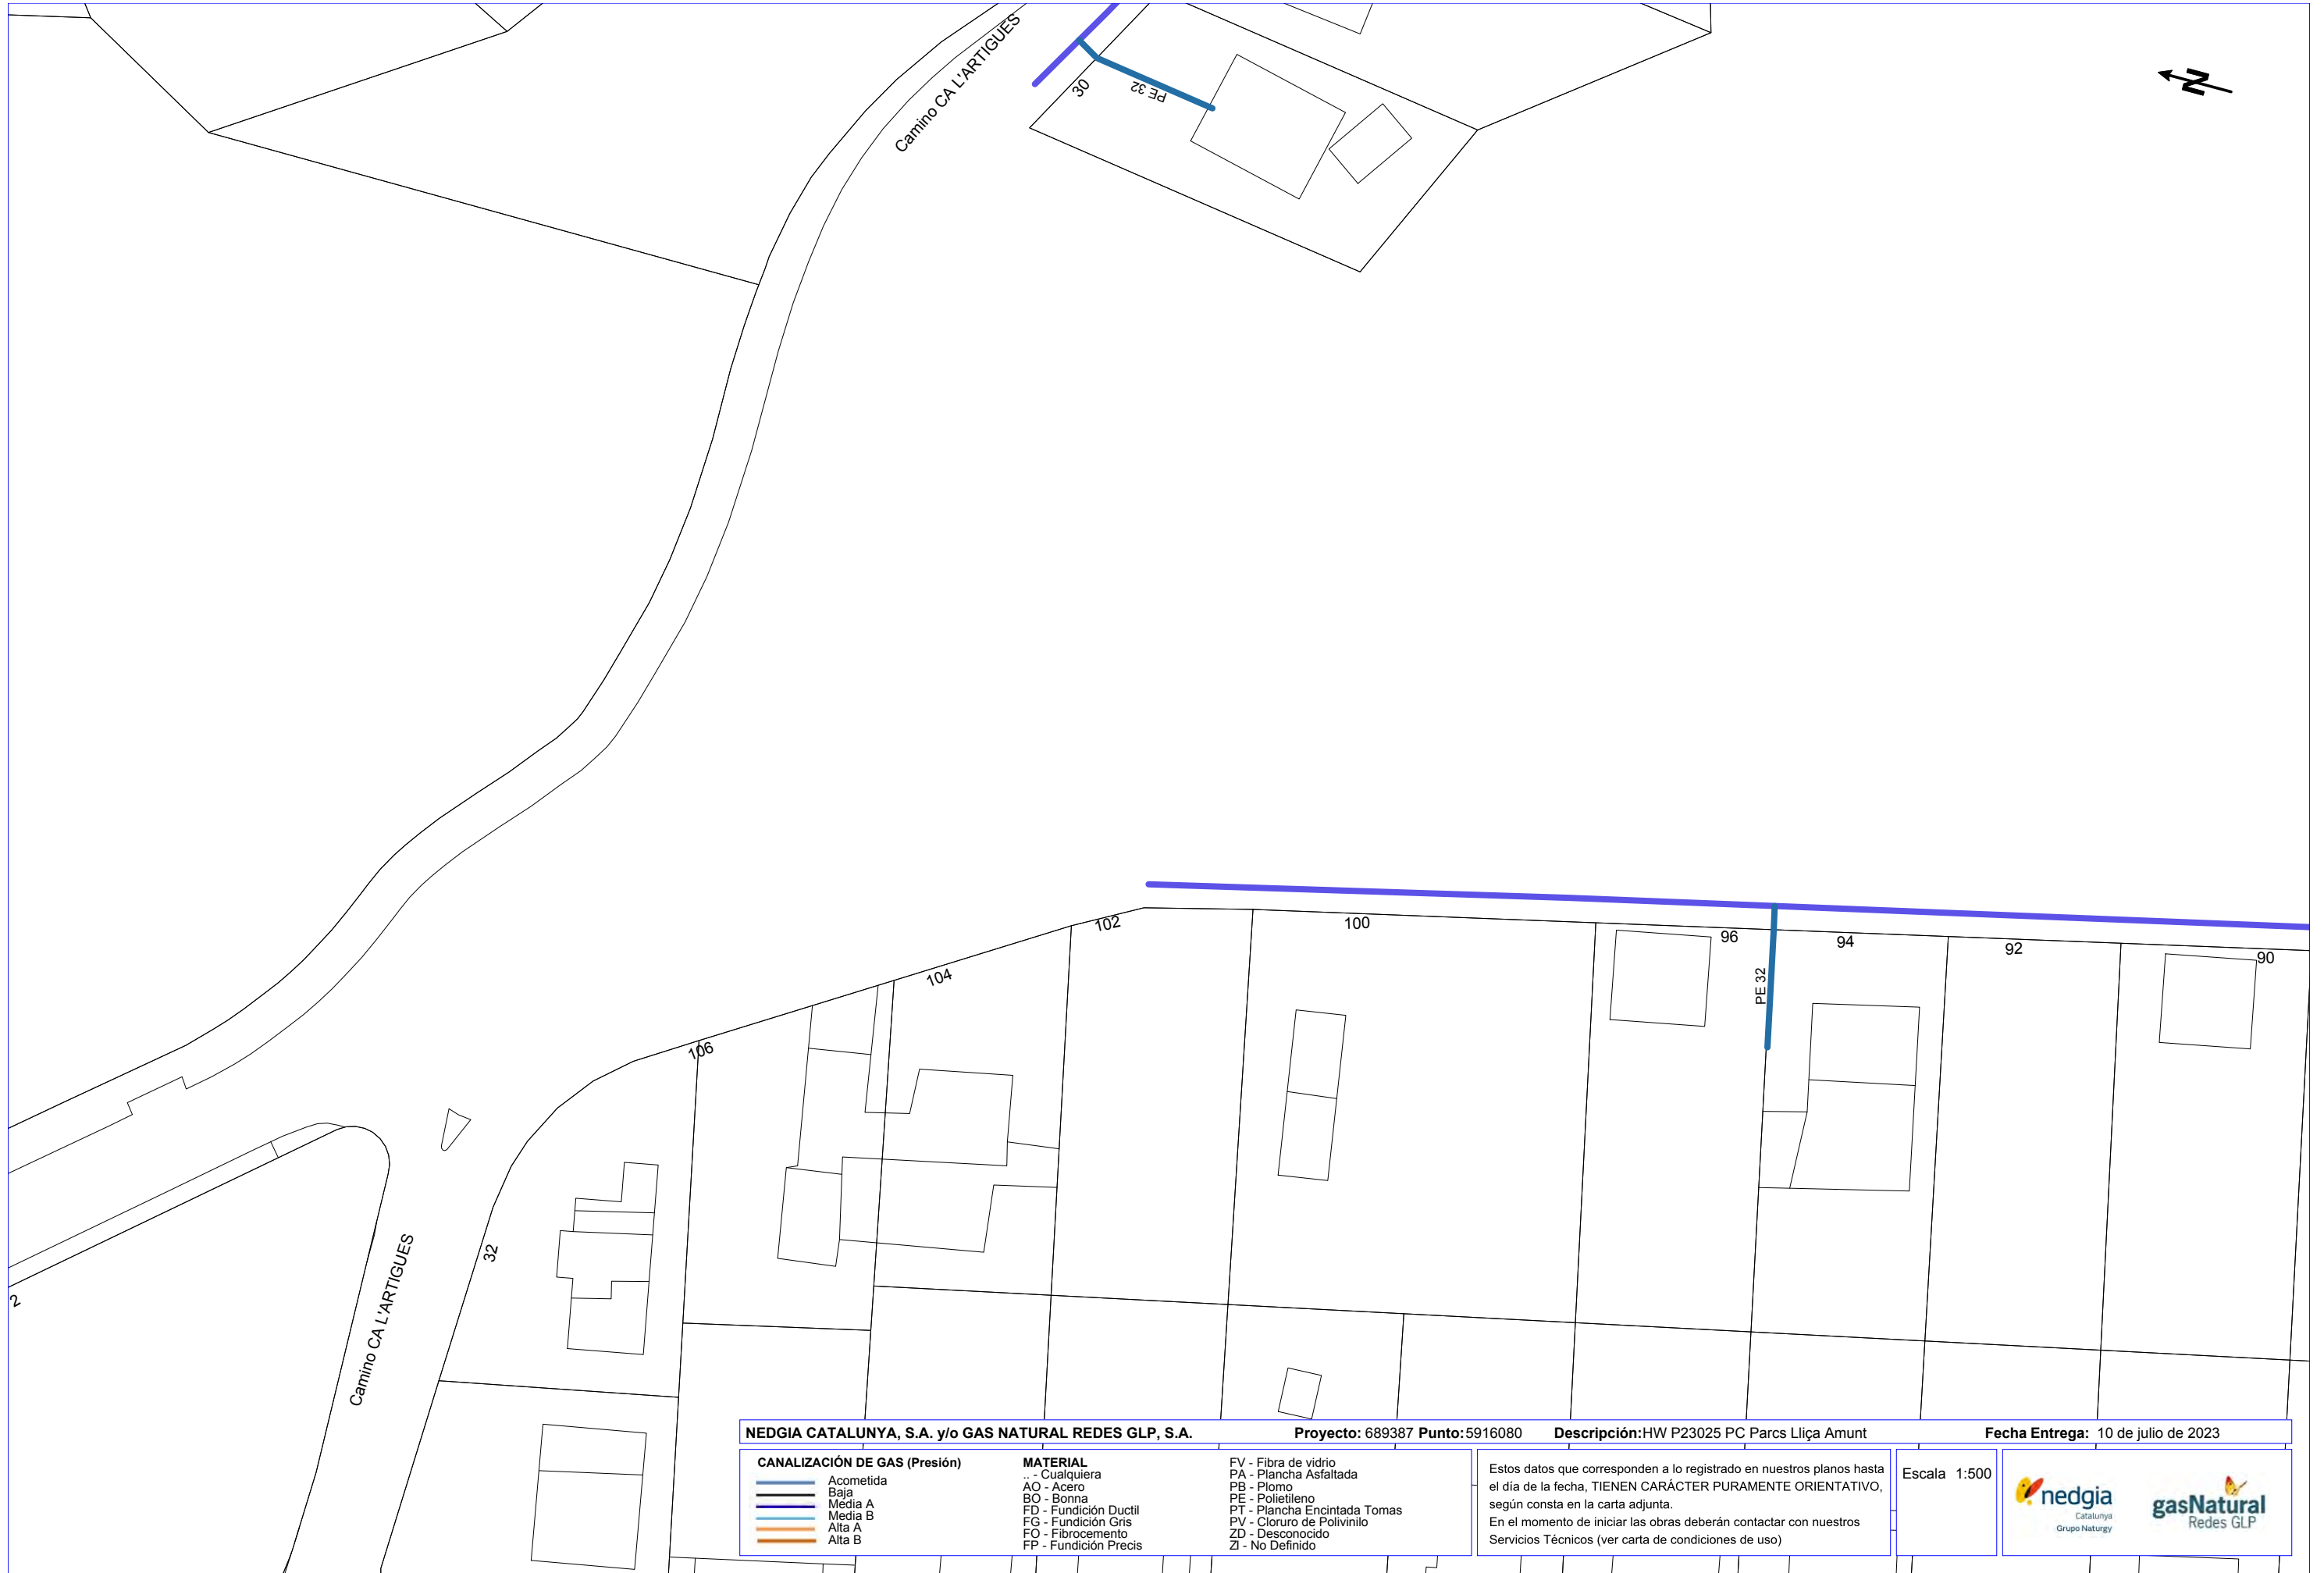 Camino CA L'ARTIGUES
30
PE 32
N
102
100
96
94
92
90
104
PE 32
106
32
2
Camino CA L'ARTIGUES
NEDGIA CATALUNYA, S.A. y/o GAS NATURAL REDES GLP, S.A. Proyecto: 689387 Punto: 5916080 Descripción: HW P23025 PC Parcs Lliça Amunt Fecha Entrega: 10 de julio de 2023
CANALIZACIÓN DE GAS (Presión)
Acometida
Baja
Media A
Media B
Alta A
Alta B
MATERIAL
.. - Cualquiera
AO - Acero
BO - Bonna
FD - Fundición Ductil
FG - Fundición Gris
FO - Fibrocemento
FP - Fundición Precis
FV - Fibra de vidrio
PA - Plancha Asfaltada
PB - Plomo
PE - Polietileno
PT - Plancha Encintada Tomas
PV - Cloruro de Polivinilo
ZD - Desconocido
ZI - No Definido
Estos datos que corresponden a lo registrado en nuestros planos hasta
el día de la fecha, TIENEN CARÁCTER PURAMENTE ORIENTATIVO,
según consta en la carta adjunta.
En el momento de iniciar las obras deberán contactar con nuestros
Servicios Técnicos (ver carta de condiciones de uso)
Escala 1:500
nedgia
Catalunya
Grupo Naturgy
gasNatural
Redes GLP